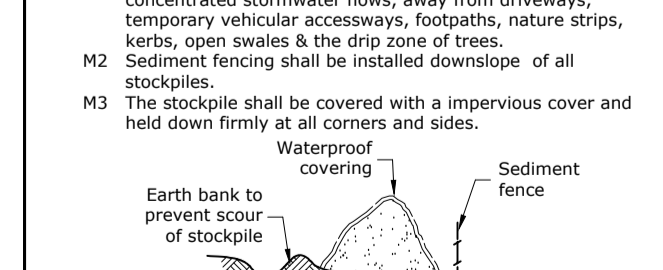 concentrated stormwater flows, away from driveways,
temporary vehicular accessways, footpaths, nature strips,
kerbs, open swales & the drip zone of trees.
M2 Sediment fencing shall be installed downslope of all
stockpiles.
M3 The stockpile shall be covered with a impervious cover and
held down firmly at all corners and sides.
Waterproof
covering
Sediment
fence
Earth bank to
prevent scour
of stockpile